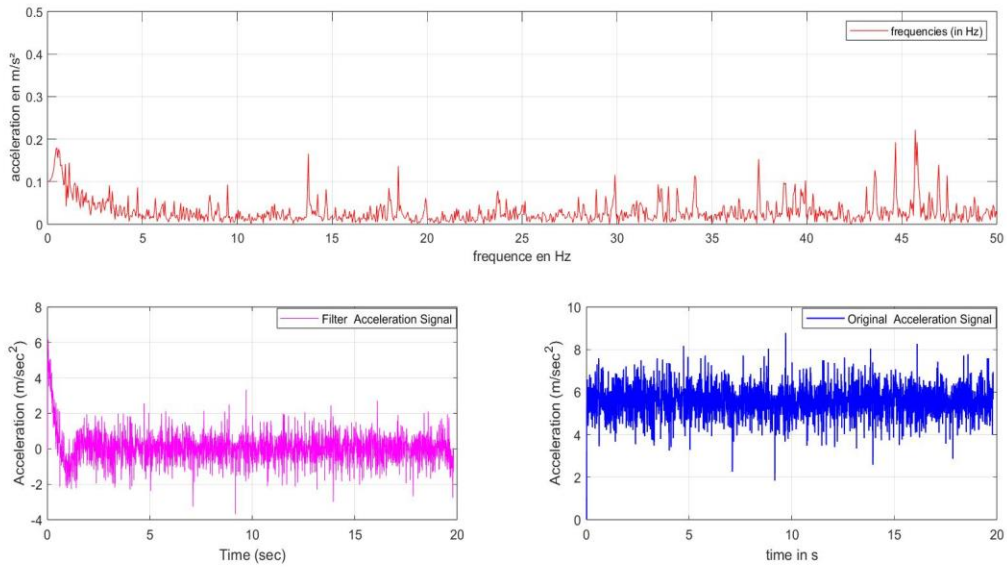 0.5
0.4
0.3
0.2
0.1
0
accéleration en m/s²
frequencies (in Hz)
0 5 10 15 20 25 30 35 40 45 50
frequence en Hz
8
6
4
2
0
-2
-4
Acceleration (m/sec²)
Filter Acceleration Signal
0 5 10 15 20
Time (sec)
10
8
6
4
2
0
Acceleration (m/sec²)
Original Acceleration Signal
0 5 10 15 20
time in s